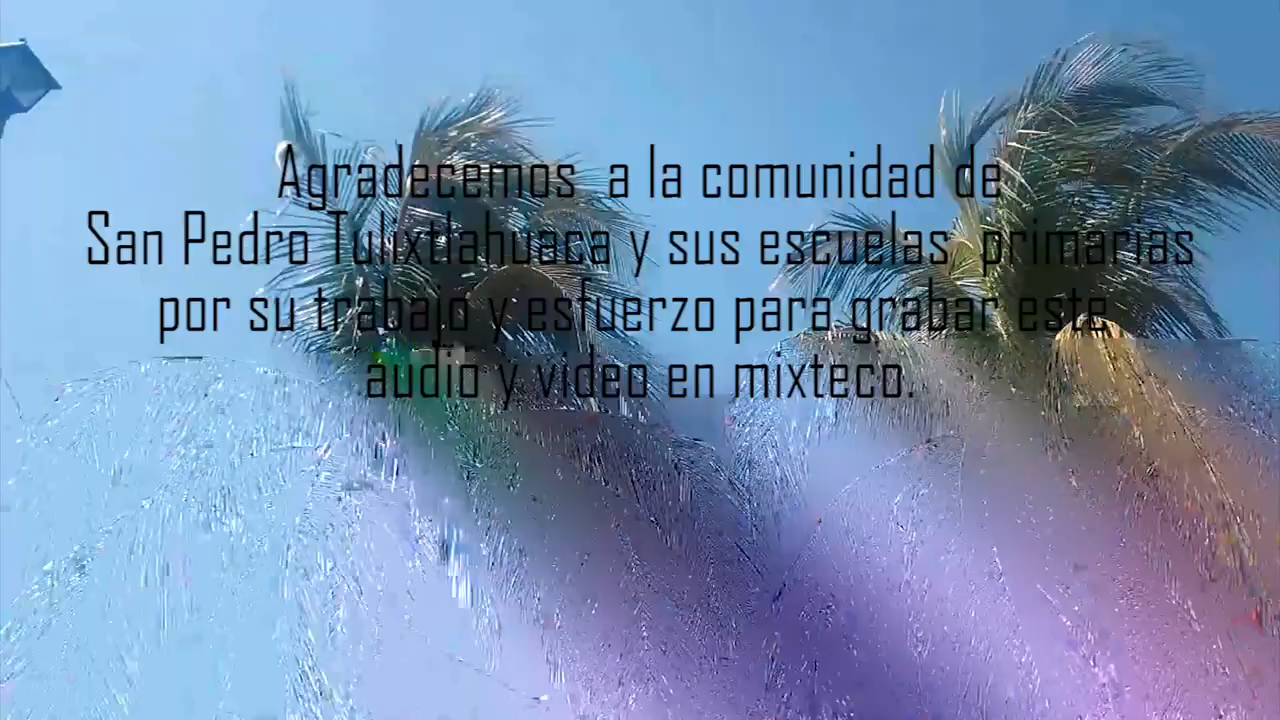 Agradecemos a la comunidad de
San Pedro Tulixtlahuaca y sus escuelas primarias
por su trabajo y esfuerzo para grabar este
audio y video en mixteco.